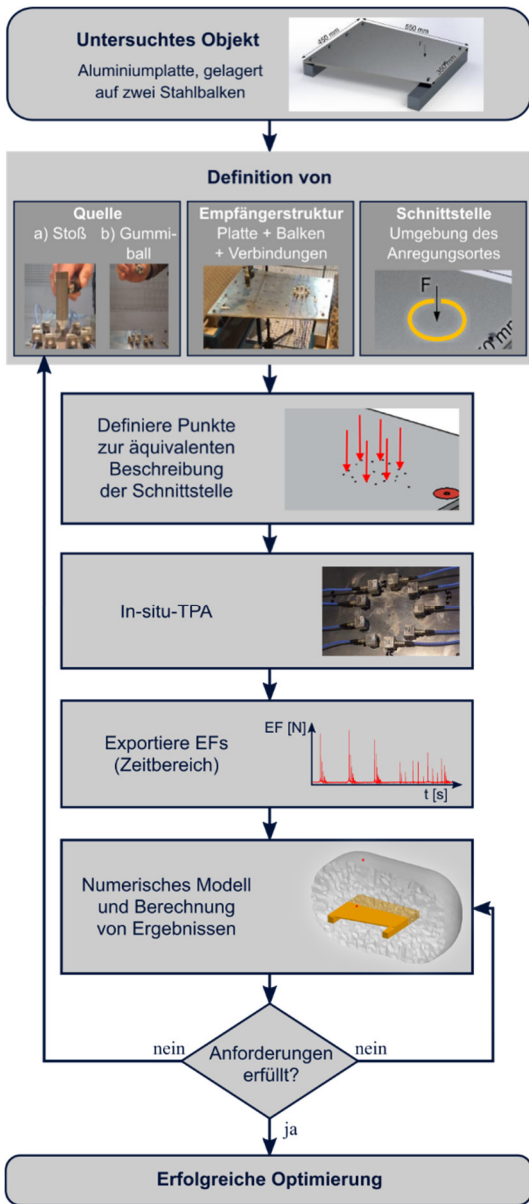 Untersuchtes Objekt
Aluminiumplatte, gelagert
auf zwei Stahlbalken
450 mm
550 mm
Definition von
Quelle
a) Stoß b) Gummi-
ball
Empfängerstruktur
Platte + Balken
+ Verbindungen
Schnittstelle
Umgebung des
Anregungsortes
F
Definiere Punkte
zur äquivalenten
Beschreibung
der Schnittstelle
In-situ-TPA
Exportiere EFs
(Zeitbereich)
EF [N]
t [s]
Numerisches Modell
und Berechnung
von Ergebnissen
nein
Anforderungen
erfüllt?
nein
ja
Erfolgreiche Optimierung